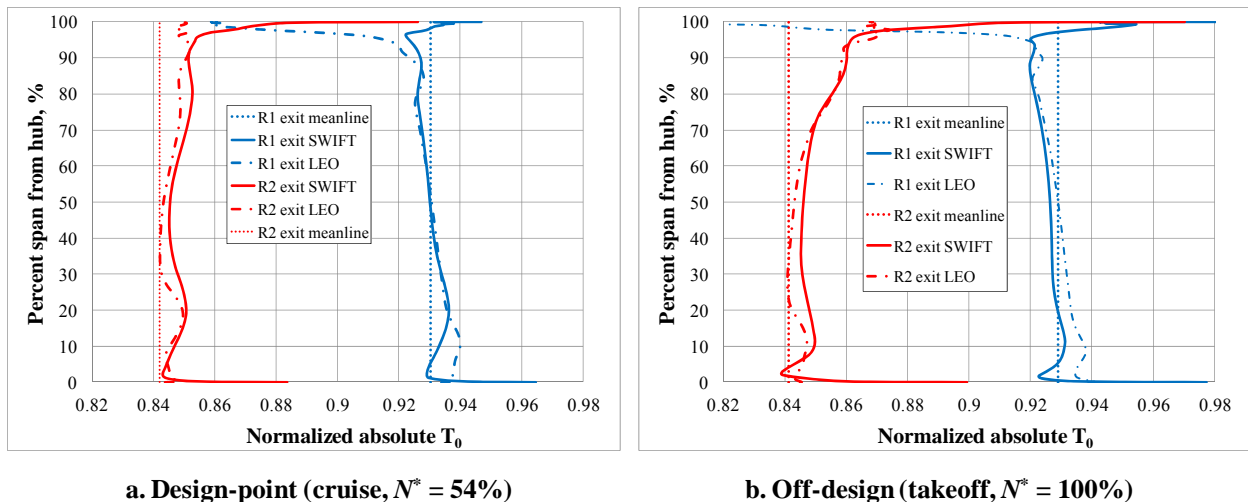 Percent span from hub, %
100
90
80
70
60
50
40
30
20
10
0
R1 exit meanline
R1 exit SWIFT
R1 exit LEO
R2 exit SWIFT
R2 exit LEO
R2 exit meanline
0.82 0.84 0.86 0.88 0.9 0.92 0.94 0.96 0.98
Normalized absolute T₀
a. Design-point (cruise, N* = 54%)
Percent span from hub, %
100
90
80
70
60
50
40
30
20
10
0
R1 exit meanline
R1 exit SWIFT
R1 exit LEO
R2 exit meanline
R2 exit SWIFT
R2 exit LEO
0.82 0.84 0.86 0.88 0.9 0.92 0.94 0.96 0.98
Normalized absolute T₀
b. Off-design (takeoff, N* = 100%)